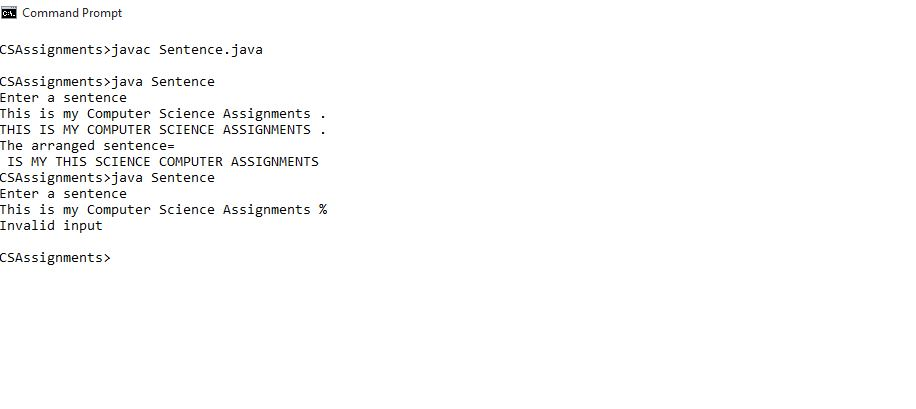 Command Prompt
CSAssignments>javac Sentence.java
CSAssignments>java Sentence
Enter a sentence
This is my Computer Science Assignments .
THIS IS MY COMPUTER SCIENCE ASSIGNMENTS .
The arranged sentence=
 IS MY THIS SCIENCE COMPUTER ASSIGNMENTS
CSAssignments>java Sentence
Enter a sentence
This is my Computer Science Assignments %
Invalid input
CSAssignments>